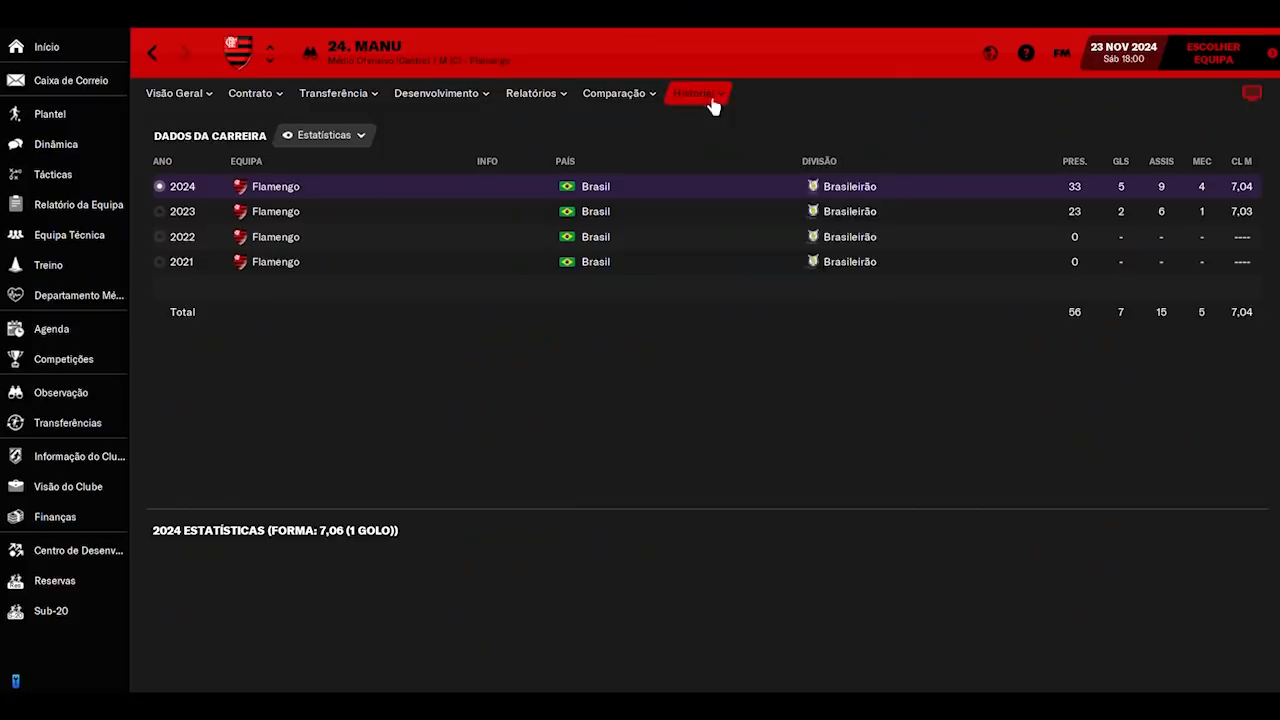 24. MANU
Médio Ofensivo (Centro) / M (C) - Flamengo
FM
23 NOV 2024
Sáb 18:00
ESCOLHER
EQUIPA
Início
Caixa de Correio
Plantel
Dinâmica
Tácticas
Relatório da Equipa
Equipa Técnica
Treino
Departamento Mé...
Agenda
Competições
Observação
Transferências
Informação do Clu...
Visão do Clube
Finanças
Centro de Desenv...
Reservas
Sub-20
Visão Geral Contrato Transferência Desenvolvimento Relatórios Comparação Historial
DADOS DA CARREIRA Estatísticas
ANO EQUIPA INFO PAÍS DIVISÃO PRES. GLS ASSIS MEC CL M
2024 Flamengo Brasil Brasileirão 33 5 9 4 7,04
2023 Flamengo Brasil Brasileirão 23 2 6 1 7,03
2022 Flamengo Brasil Brasileirão 0 - - - ----
2021 Flamengo Brasil Brasileirão 0 - - - ----
Total 56 7 15 5 7,04
2024 ESTATÍSTICAS (FORMA: 7,06 (1 GOLO))